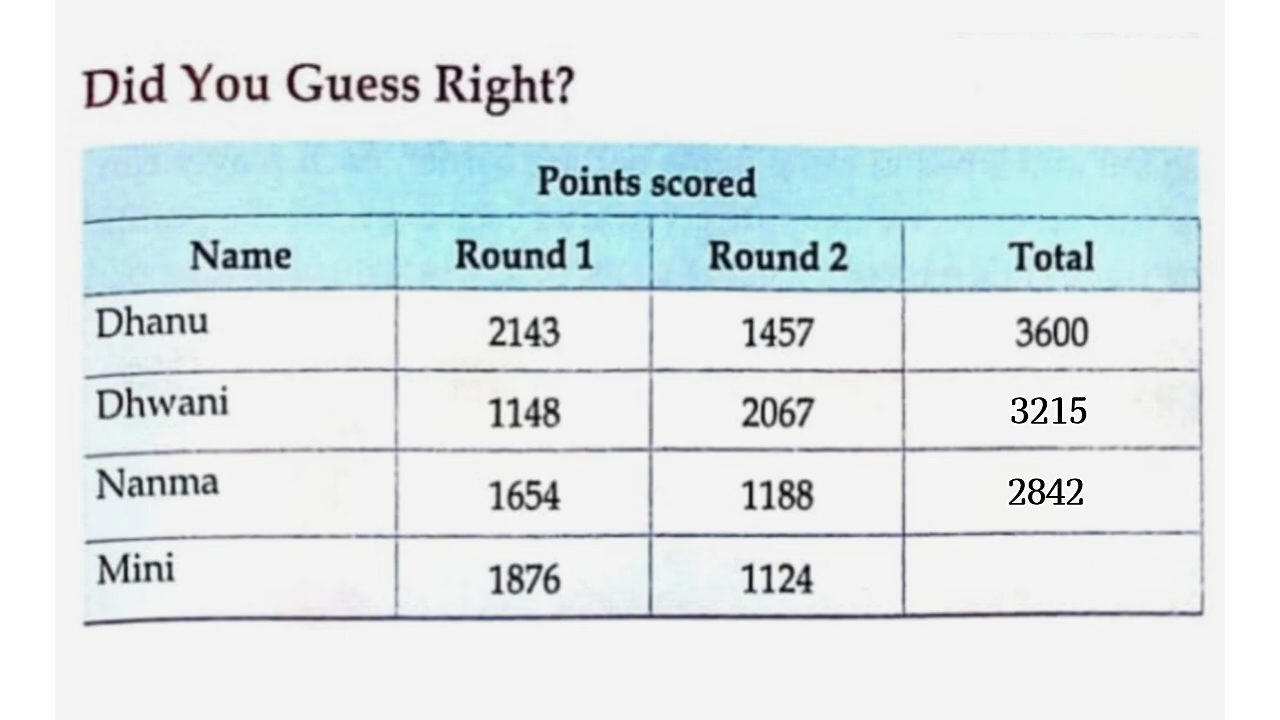 Did You Guess Right?
Points scored
Name Round 1 Round 2 Total
Dhanu 2143 1457 3600
Dhwani 1148 2067 3215
Nanma 1654 1188 2842
Mini 1876 1124